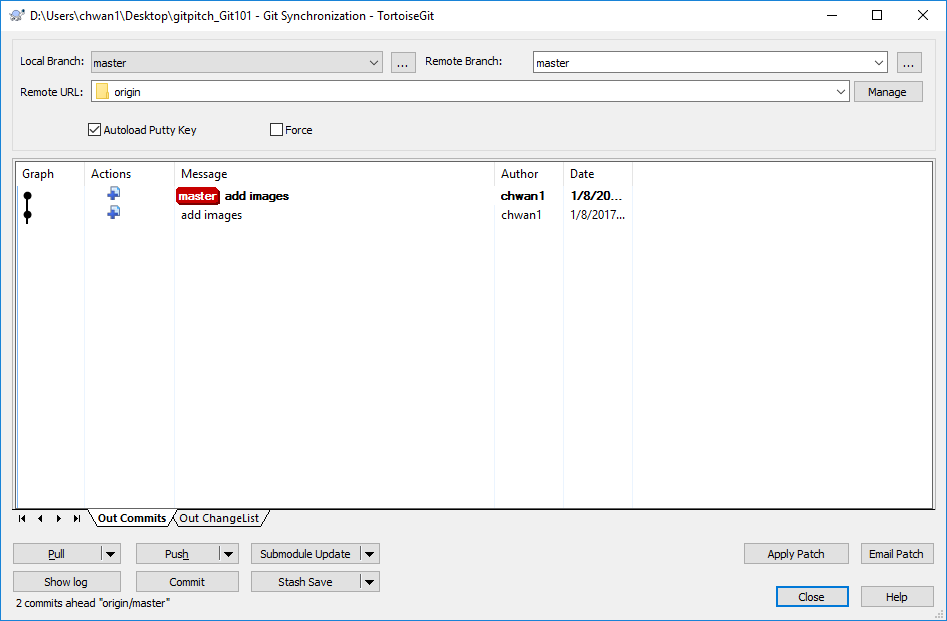 D:\Users\chwan1\Desktop\gitpitch_Git101 - Git Synchronization - TortoiseGit
Local Branch: master ... Remote Branch: master ...
Remote URL: origin Manage
Autoload Putty Key Force
Graph Actions Message Author Date
master add images chwan1 1/8/20...
add images chwan1 1/8/2017...
Out Commits Out ChangeList
Pull Push Submodule Update Apply Patch Email Patch
Show log Commit Stash Save
2 commits ahead "origin/master" Close Help